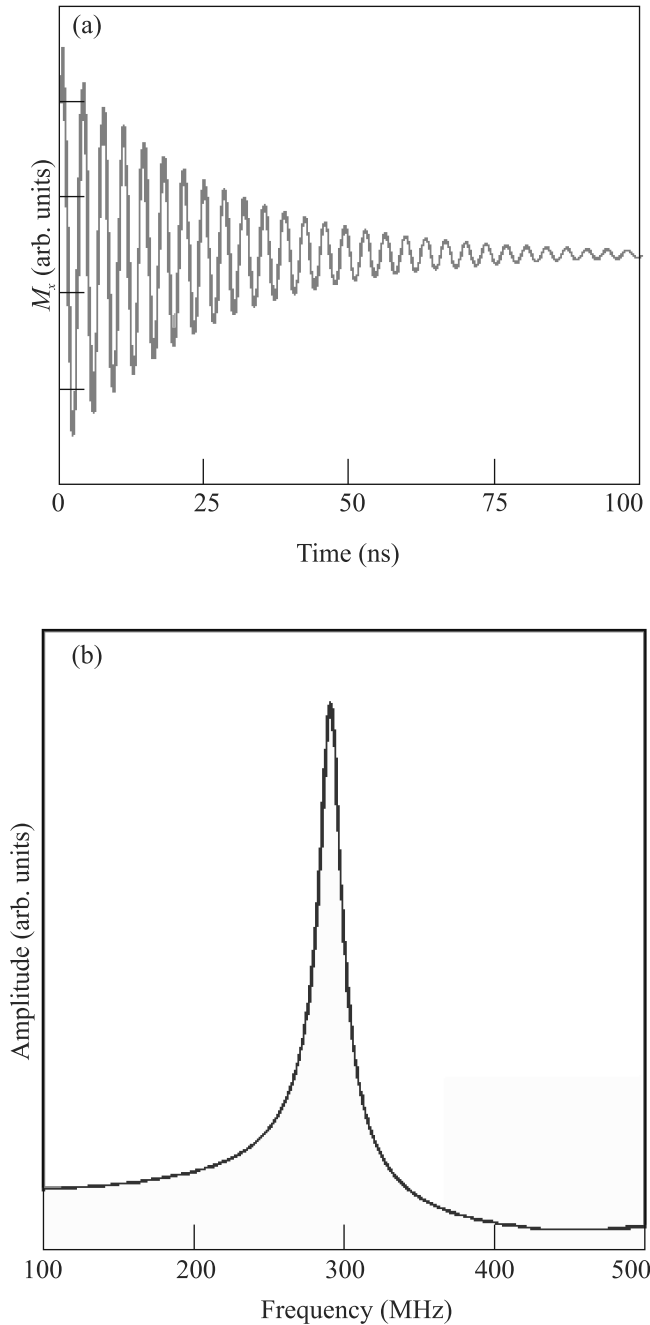 (a)
M_x (arb. units)
0 25 50 75 100
Time (ns)
(b)
Amplitude (arb. units)
100 200 300 400 500
Frequency (MHz)